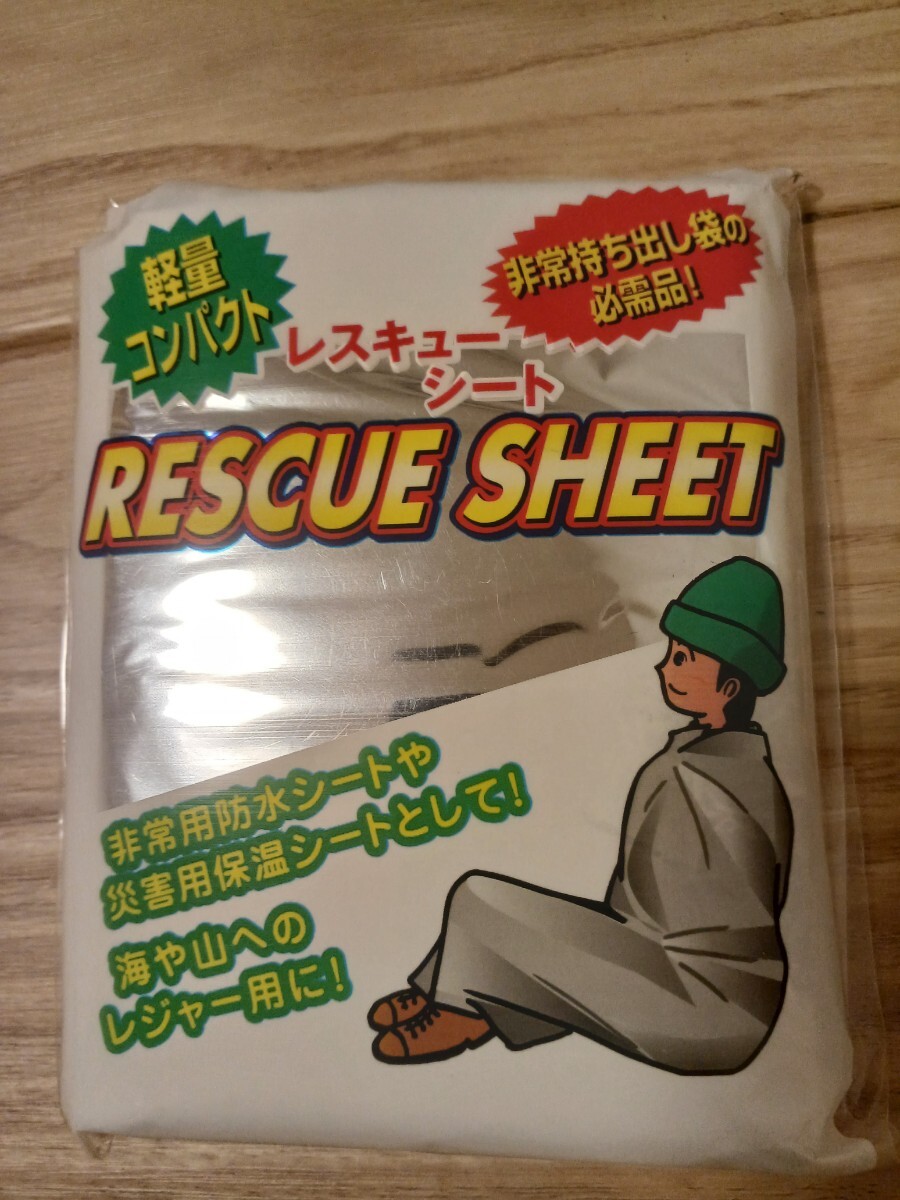 軽量
コンパクト
非常持ち出し袋の
必需品!
レスキュー
シート
RESCUE SHEET
非常用防水シートや
災害用保温シートとして!
海や山への
レジャー用に!